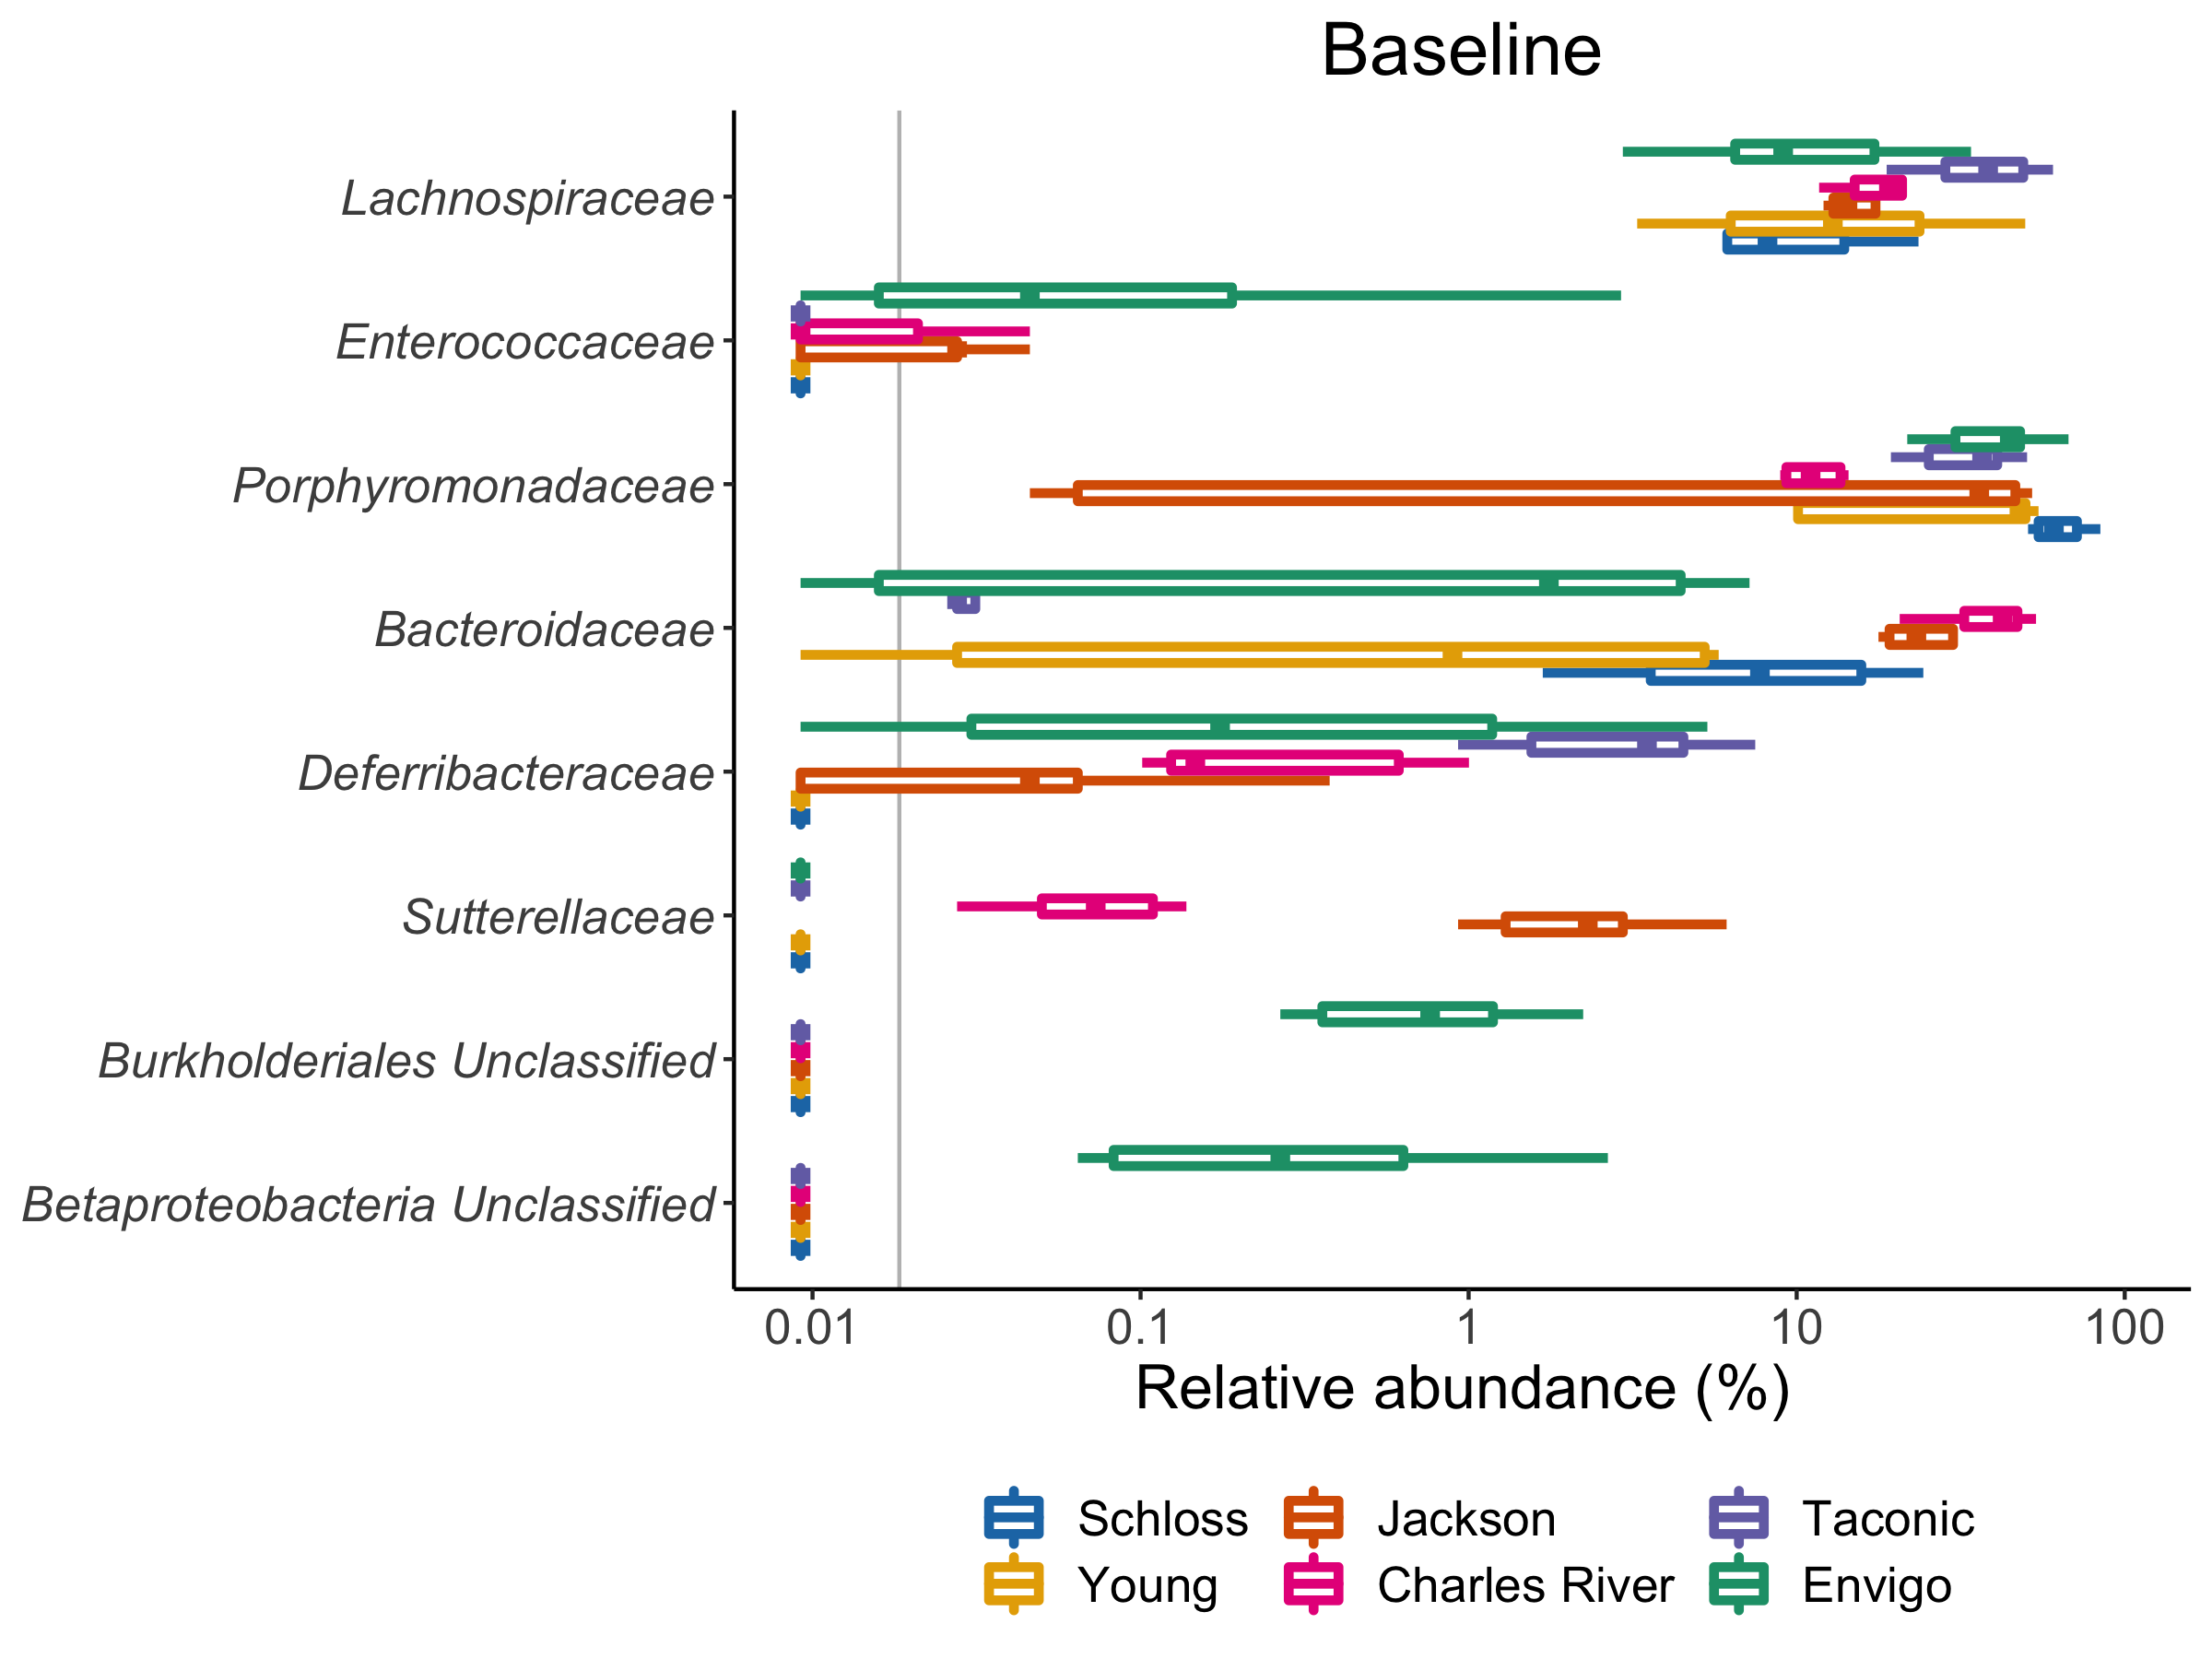 Baseline
Lachnospiraceae
Enterococcaceae
Porphyromonadaceae
Bacteroidaceae
Deferribacteraceae
Sutterellaceae
Burkholderiales Unclassified
Betaproteobacteria Unclassified
0.01 0.1 1 10 100
Relative abundance (%)
Schloss Jackson Taconic
Young Charles River Envigo